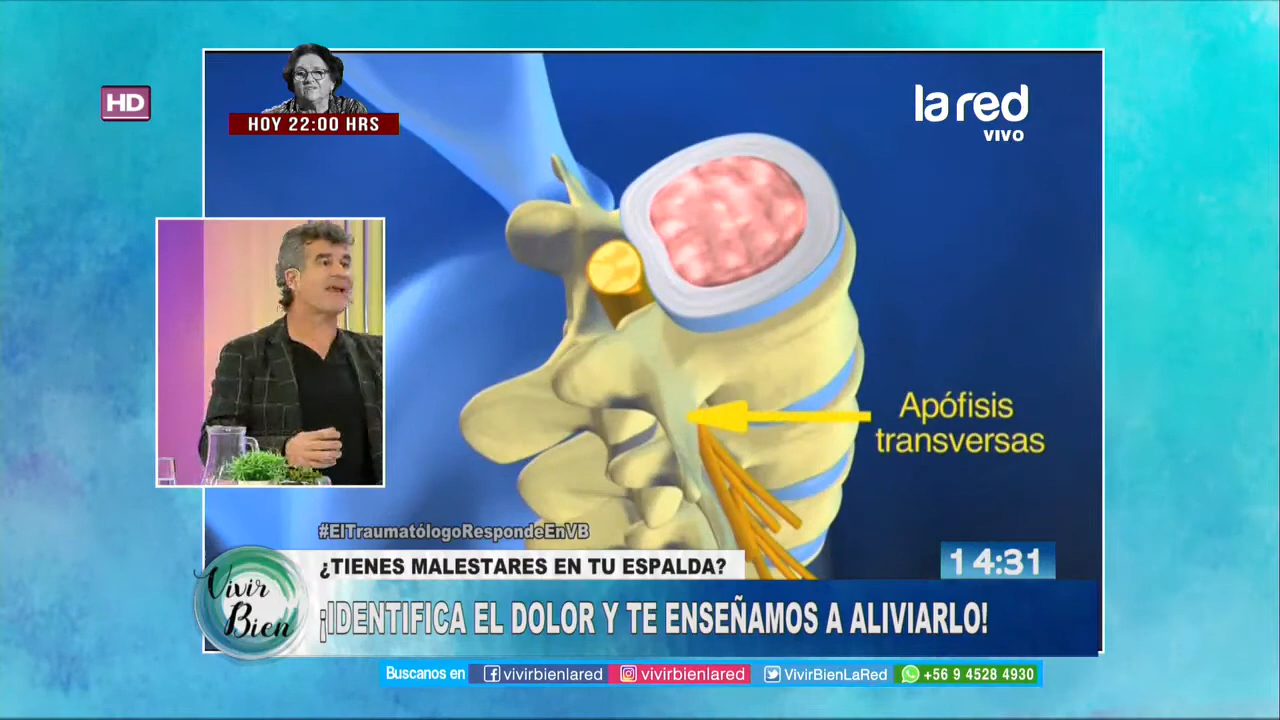 HD
HOY 22:00 HRS
la red
VIVO
Apófisis
transversas
#ElTraumatólogoRespondeEnVB
14:31
¿TIENES MALESTARES EN TU ESPALDA?
Vivir
Bien
¡IDENTIFICA EL DOLOR Y TE ENSEÑAMOS A ALIVIARLO!
Buscanos en vivirbienlared vivirbienlared VivirBienLaRed +56 9 4528 4930